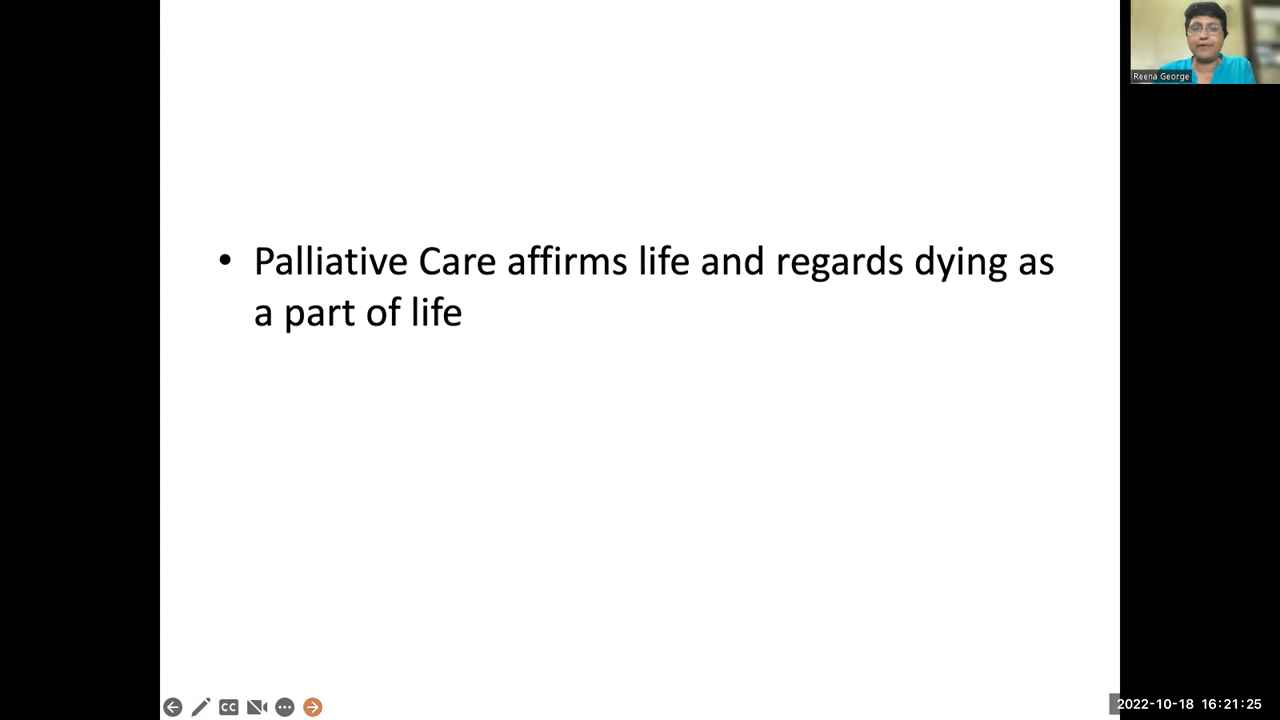 Reena George
• Palliative Care affirms life and regards dying as
a part of life
CC
2022-10-18 16:21:25